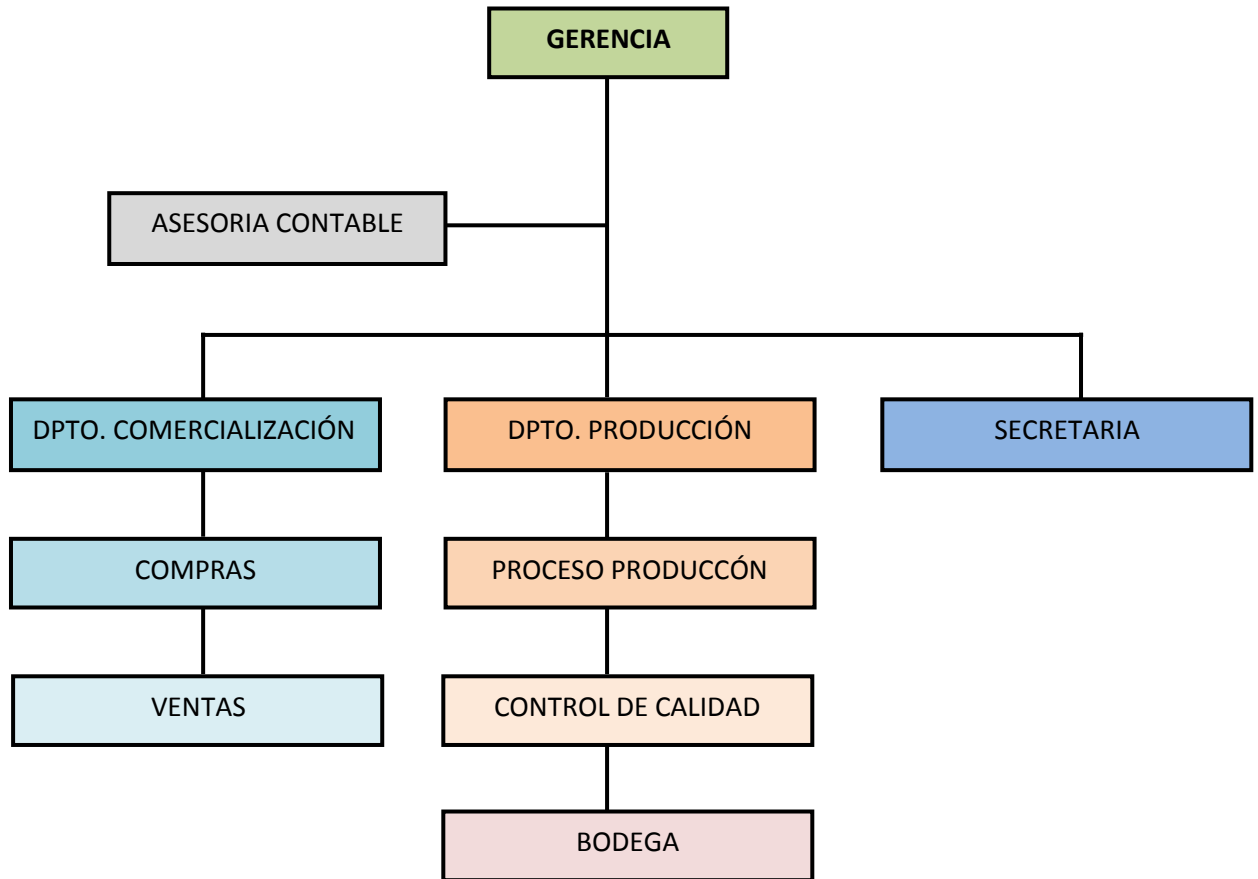 GERENCIA
ASESORIA CONTABLE
DPTO. COMERCIALIZACIÓN
DPTO. PRODUCCIÓN
SECRETARIA
COMPRAS
PROCESO PRODUCCÓN
VENTAS
CONTROL DE CALIDAD
BODEGA